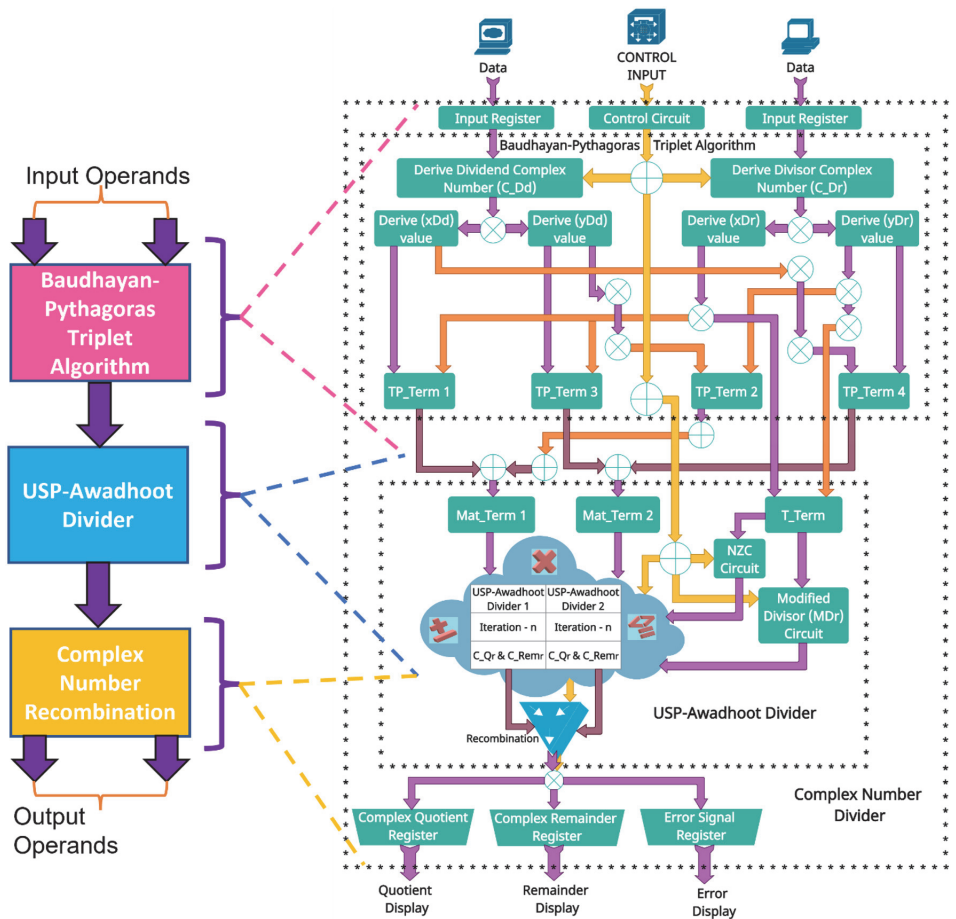 Input Operands
Baudhayan-
Pythagoras
Triplet
Algorithm
USP-Awadhoot
Divider
Complex
Number
Recombination
Output
Operands
Data
CONTROL
INPUT
Data
Input Register
Control Circuit
Input Register
Baudhayan-Pythagoras Triplet Algorithm
Derive Dividend Complex
Number (C_Dd)
Derive Divisor Complex
Number (C_Dr)
Derive (xDd)
value
Derive (yDd)
value
Derive (xDr)
value
Derive (yDr)
value
TP_Term 1
TP_Term 3
TP_Term 2
TP_Term 4
Mat_Term 1
Mat_Term 2
T_Term
NZC
Circuit
Modified
Divisor (MDr)
Circuit
USP-Awadhoot
Divider 1
USP-Awadhoot
Divider 2
Iteration - n
Iteration - n
C_Qr & C_Remr
C_Qr & C_Remr
Recombination
USP-Awadhoot Divider
Complex Number
Divider
Complex Quotient
Register
Complex Remainder
Register
Error Signal
Register
Quotient
Display
Remainder
Display
Error
Display